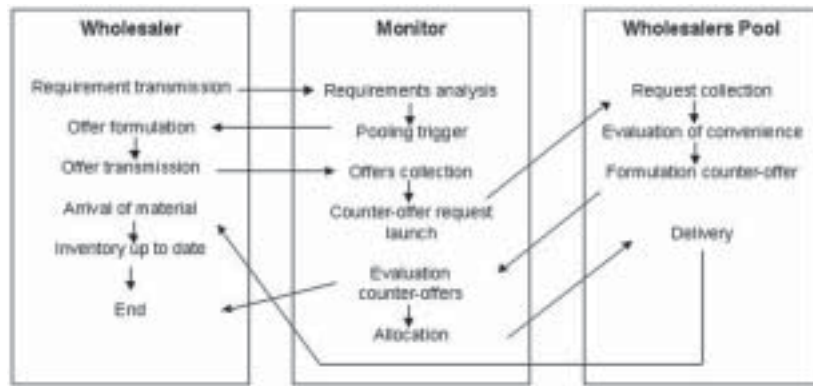 Wholesaler
Requirement transmission
Offer formulation
Offer transmission
Arrival of material
Inventory up to date
End
Monitor
Requirements analysis
Pooling trigger
Offers collection
Counter-offer request
launch
Evaluation
counter-offers
Allocation
Wholesalers Pool
Request collection
Evaluation of convenience
Formulation counter-offer
Delivery